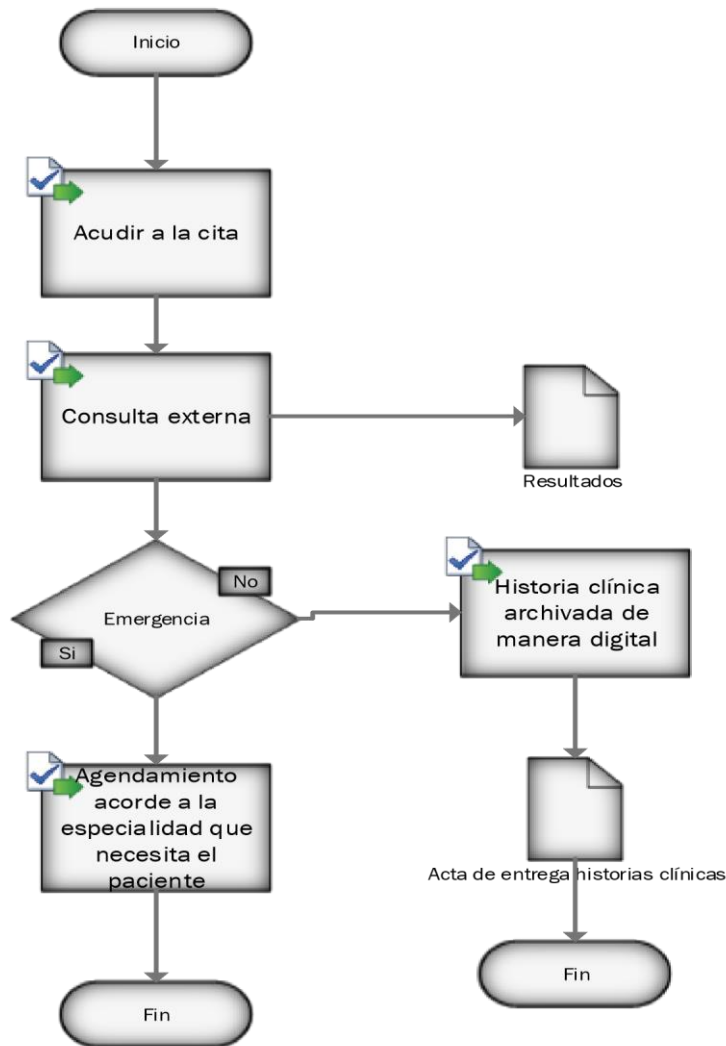 Inicio
Acudir a la cita
Consulta externa
Resultados
No
Emergencia
Si
Historia clínica
archivada de
manera digital
Agendamiento
acorde a la
especialidad que
necesita el
paciente
Acta de entrega historias clínicas
Fin
Fin